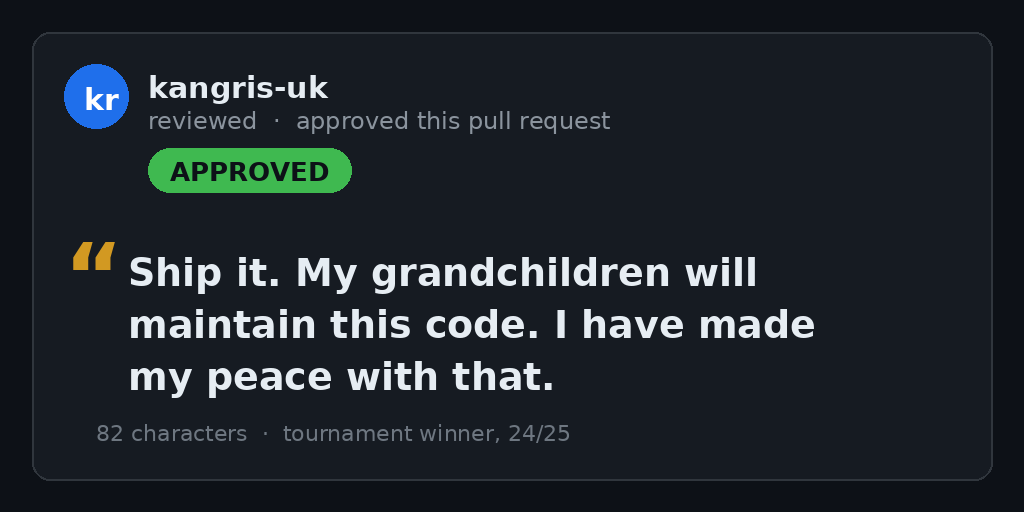 kr
kangris-uk
reviewed · approved this pull request
APPROVED
“
Ship it. My grandchildren will
maintain this code. I have made
my peace with that.
82 characters · tournament winner, 24/25